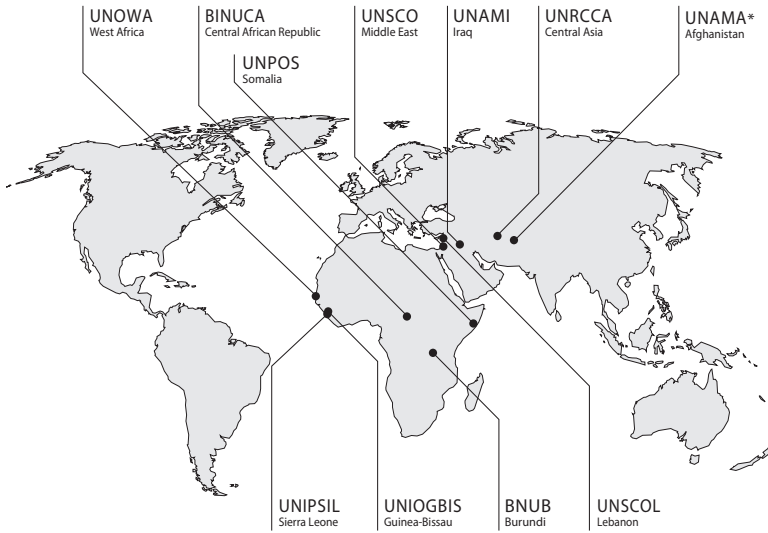 UNOWA
West Africa
BINUCA
Central African Republic
UNSCO
Middle East
UNAMI
Iraq
UNRCCA
Central Asia
UNAMA*
Afghanistan
UNPOS
Somalia
UNIPSIL
Sierra Leone
UNIOGBIS
Guinea-Bissau
BNUB
Burundi
UNSCOL
Lebanon